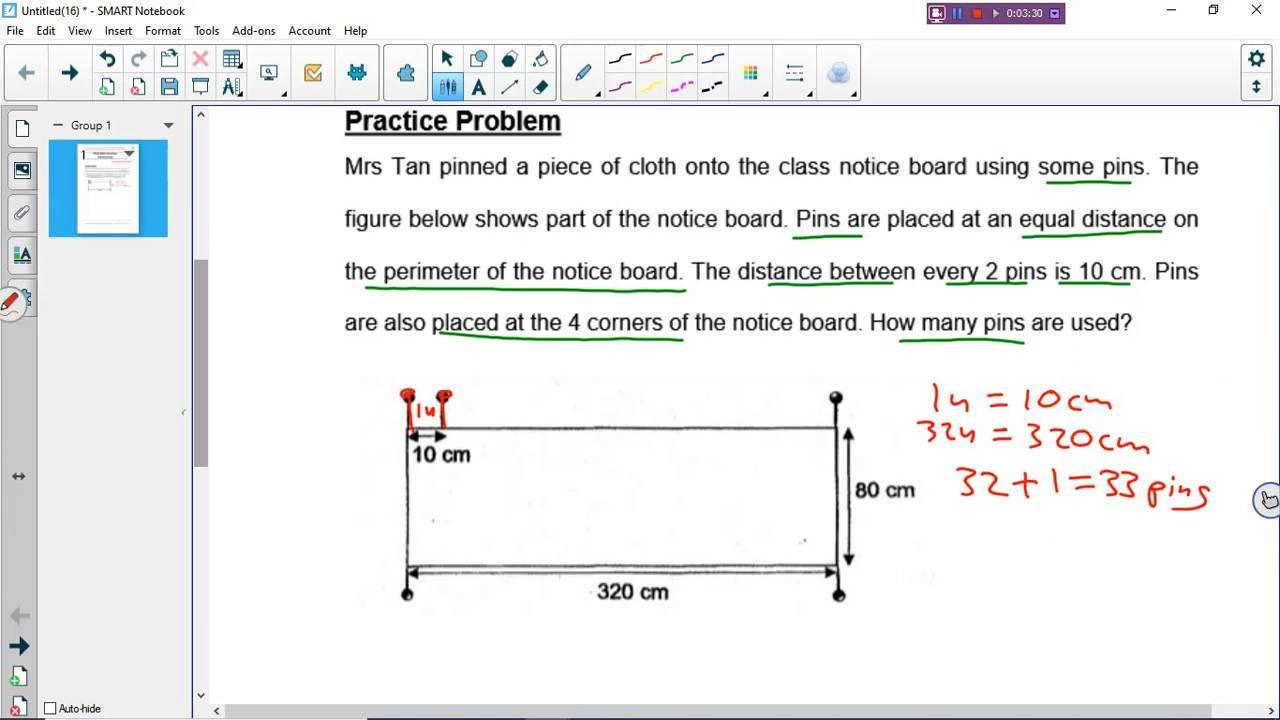 Untitled(16) * - SMART Notebook
00:03:30
File Edit View Insert Format Tools Add-ons Account Help
Group 1
1
Practice Problem
Mrs Tan pinned a piece of cloth onto the class notice board using some pins. The
figure below shows part of the notice board. Pins are placed at an equal distance on
the perimeter of the notice board. The distance between every 2 pins is 10 cm. Pins
are also placed at the 4 corners of the notice board. How many pins are used?
1u
10 cm
80 cm
320 cm
1u = 10cm
32u = 320cm
32+1=33 pins
Auto-hide